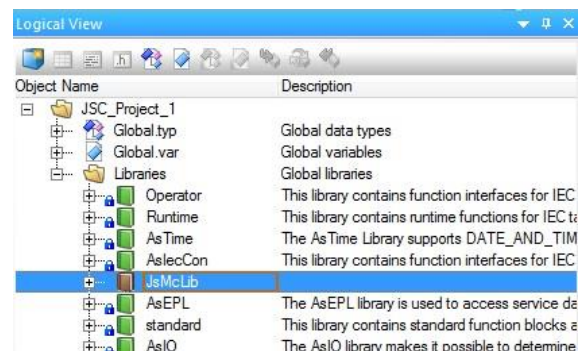 Logical View
Object Name Description
JSC_Project_1
Global.typ Global data types
Global.var Global variables
Libraries Global libraries
Operator This library contains function interfaces for IEC
Runtime This library contains runtime functions for IEC ta
AsTime The AsTime Library supports DATE_AND_TIM
AsIecCon This library contains function interfaces for IEC
JsMcLib
AsEPL The AsEPL library is used to access service da
standard This library contains standard function blocks a
AsIO The AsIO library makes it possible to determine